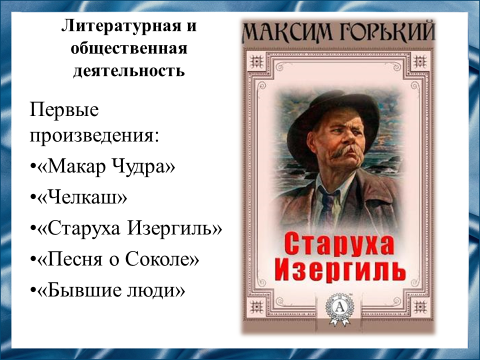 Литературная и
общественная
деятельность
Первые
произведения:
•«Макар Чудра»
•«Челкаш»
•«Старуха Изергиль»
•«Песня о Соколе»
•«Бывшие люди»
МАКСИМ ГОРЬКИЙ
Старуха
Изергиль
А